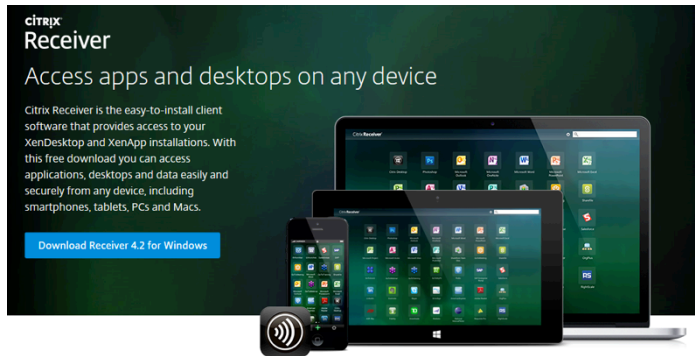 CITRIX
Receiver
Access apps and desktops on any device
Citrix Receiver is the easy-to-install client
software that provides access to your
XenDesktop and XenApp installations. With
this free download you can access
applications, desktops and data easily and
securely from any device, including
smartphones, tablets, PCs and Macs.
Download Receiver 4.2 for Windows
Citrix Receiver